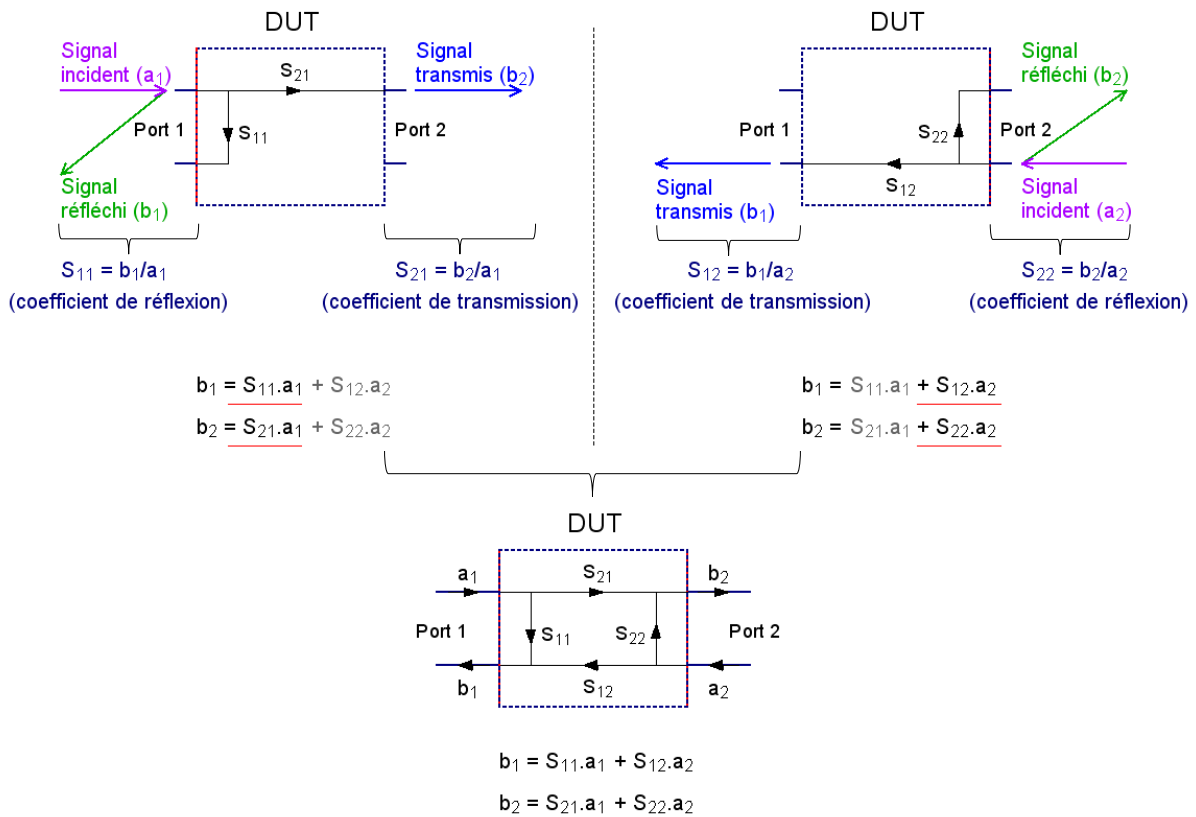 DUT
Signal
incident (a₁)
S₂₁
Signal
transmis (b₂)
Port 1
S₁₁
Port 2
Signal
réfléchi (b₁)
S₁₁ = b₁/a₁
(coefficient de réflexion)
S₂₁ = b₂/a₁
(coefficient de transmission)
b₁ = S₁₁.a₁ + S₁₂.a₂
b₂ = S₂₁.a₁ + S₂₂.a₂
DUT
Signal
réfléchi (b₂)
Port 1
S₂₂
Port 2
S₁₂
Signal
transmis (b₁)
Signal
incident (a₂)
S₁₂ = b₁/a₂
(coefficient de transmission)
S₂₂ = b₂/a₂
(coefficient de réflexion)
b₁ = S₁₁.a₁ + S₁₂.a₂
b₂ = S₂₁.a₁ + S₂₂.a₂
DUT
a₁
S₂₁
b₂
Port 1
S₁₁
S₂₂
Port 2
b₁
S₁₂
a₂
b₁ = S₁₁.a₁ + S₁₂.a₂
b₂ = S₂₁.a₁ + S₂₂.a₂